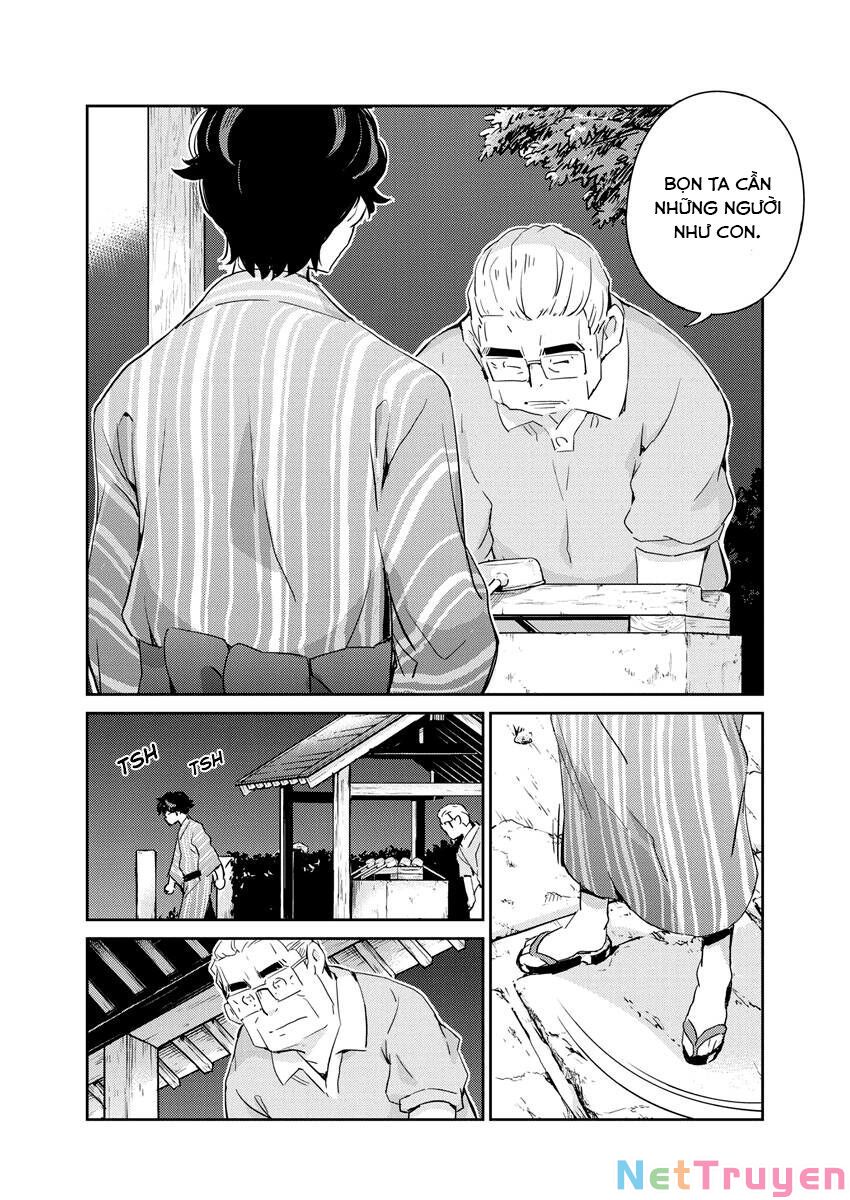 BỌN TA CẦN
NHỮNG NGƯỜI
NHƯ CON.
TSH
TSH
NetTruyen